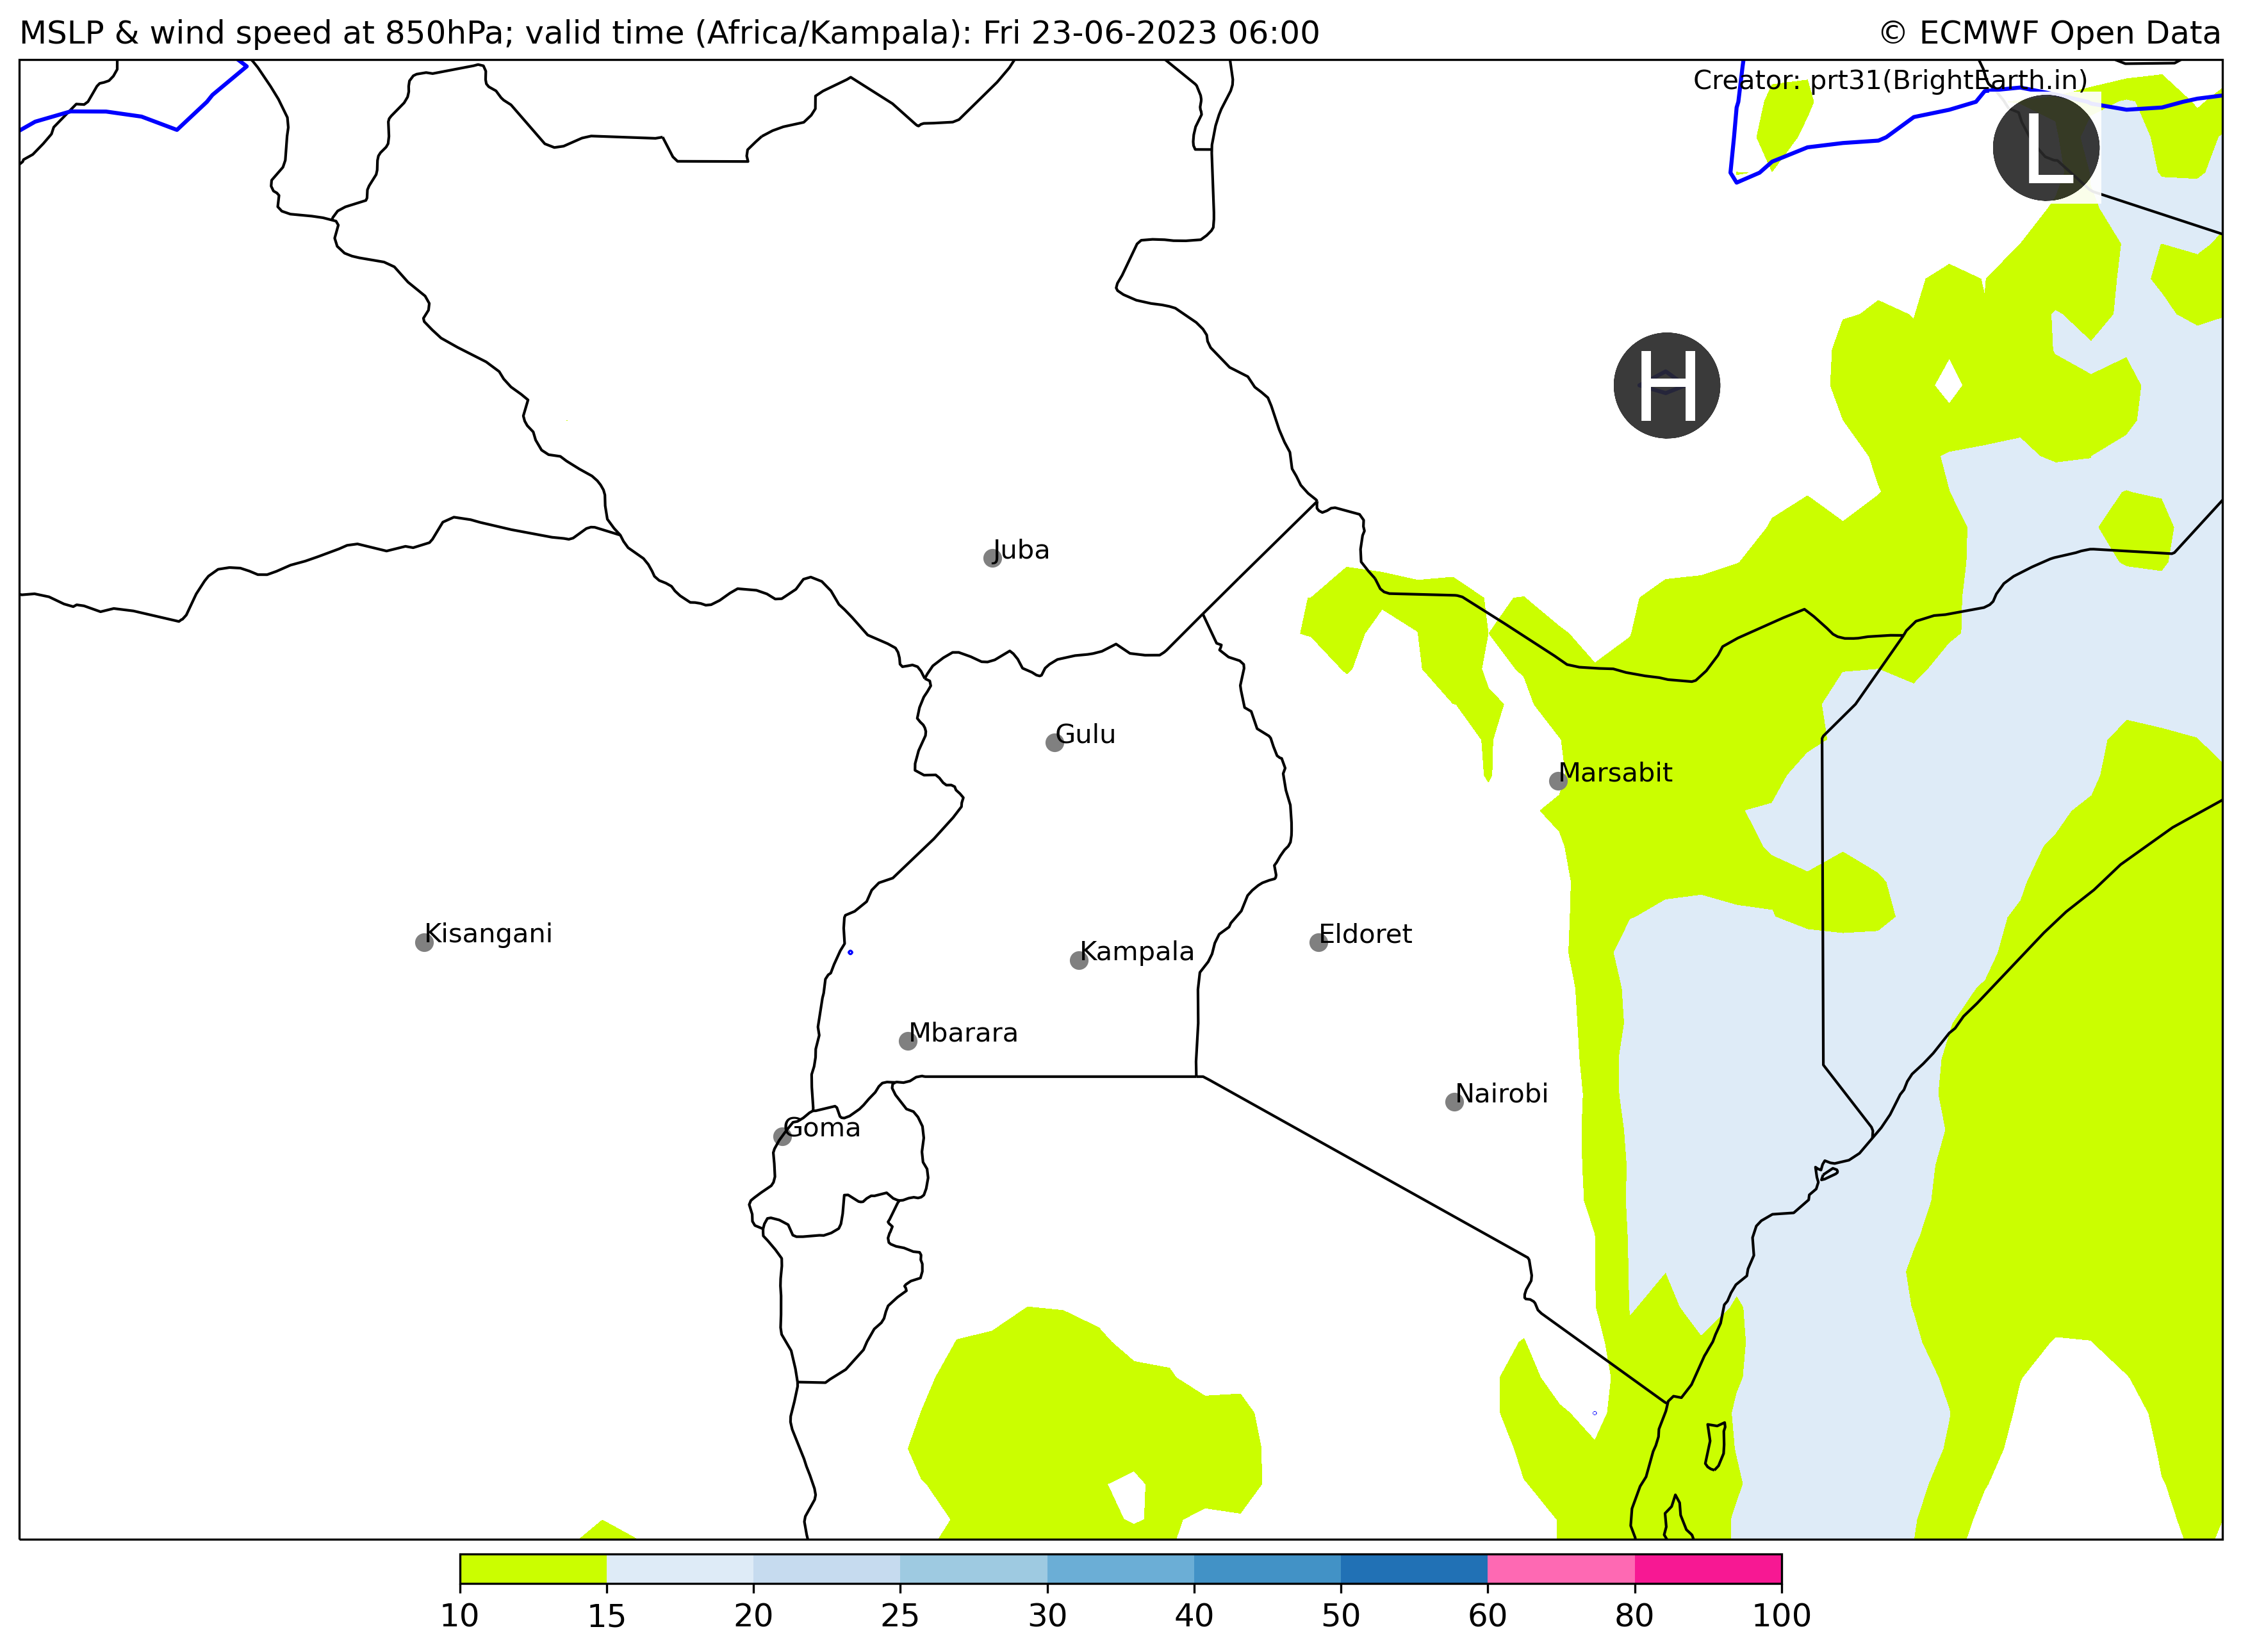 MSLP & wind speed at 850hPa; valid time (Africa/Kampala): Fri 23-06-2023 06:00
© ECMWF Open Data
Creator: prt31(BrightEarth.in)
L
H
Juba
Gulu
Marsabit
Kisangani
Eldoret
Kampala
Mbarara
Nairobi
Goma
10 15 20 25 30 40 50 60 80 100